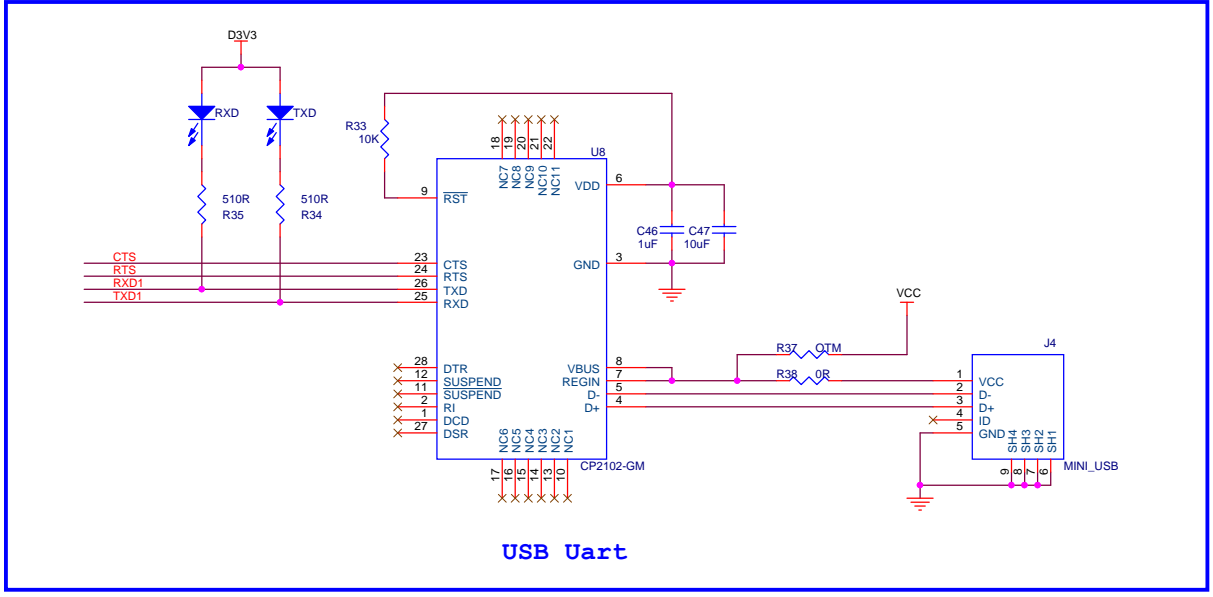 D3V3
RXD
TXD
R33
10K
510R
R35
510R
R34
CTS
RTS
RXD1
TXD1
U8
18
19
20
21
22
NC7
NC8
NC9
NC10
NC11
9
RST
23
CTS
24
RTS
26
TXD
25
RXD
28
DTR
12
SUSPEND
11
SUSPEND
2
RI
1
DCD
27
DSR
VDD
6
GND
3
VBUS
8
REGIN
7
D-
5
D+
4
NC6
NC5
NC4
NC3
NC2
NC1
17
16
15
14
13
10
CP2102-GM
C46
1uF
C47
10uF
VCC
R37
OTM
R38
0R
J4
1
VCC
2
D-
3
D+
4
ID
5
GND
SH4
SH3
SH2
SH1
9
8
7
6
MINI_USB
USB Uart